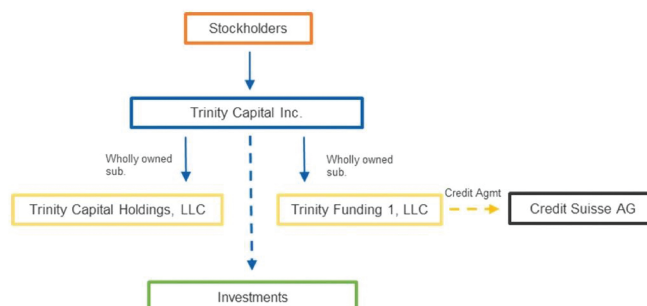 Stockholders
Trinity Capital Inc.
Wholly owned
sub.
Wholly owned
sub.
Credit Agmt
Trinity Capital Holdings, LLC
Trinity Funding 1, LLC
Credit Suisse AG
Investments